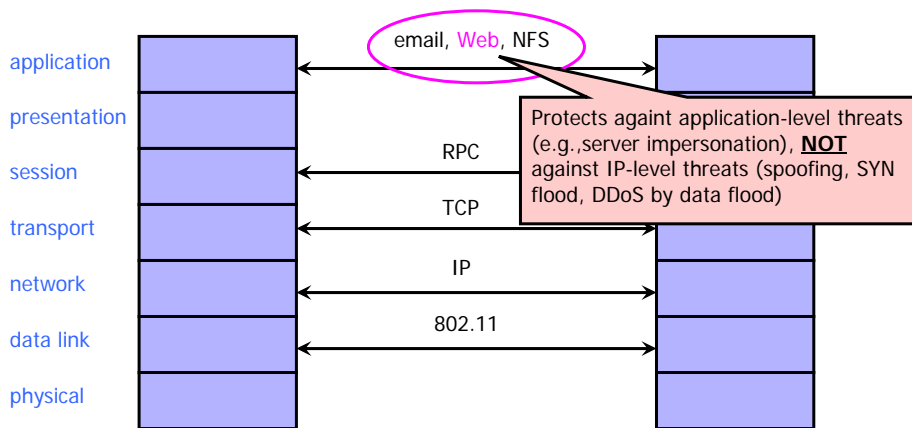 email, Web, NFS
application
presentation
Protects againt application-level threats
(e.g.,server impersonation), NOT
against IP-level threats (spoofing, SYN
flood, DDoS by data flood)
RPC
session
TCP
transport
IP
network
802.11
data link
physical